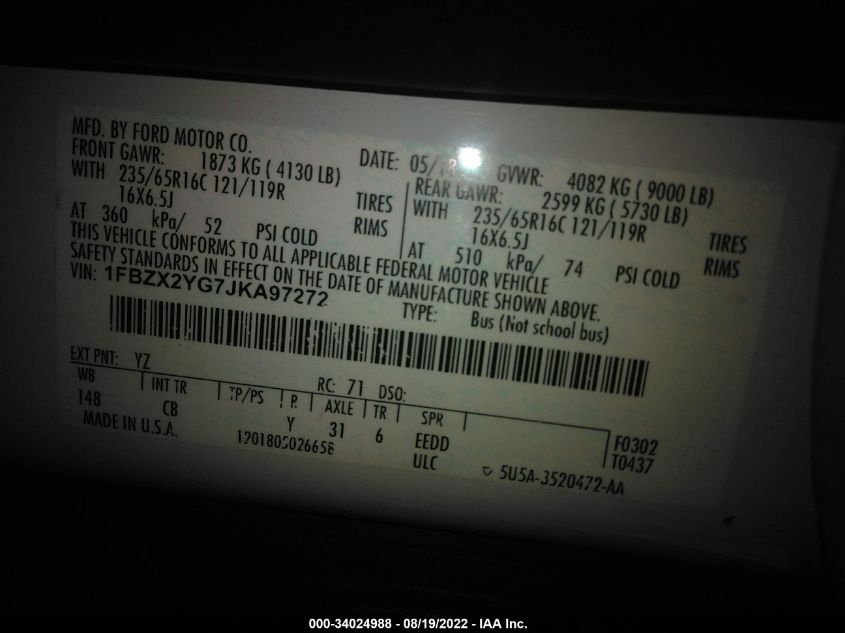 MFD. BY FORD MOTOR CO.
DATE: 05/
GVWR: 4082 KG ( 9000 LB)
FRONT GAWR: 1873 KG ( 4130 LB)
WITH 235/65R16C 121/119R TIRES
16X6.5J RIMS
AT 360 kPa/ 52 PSI COLD
REAR GAWR: 2599 KG ( 5730 LB)
WITH 235/65R16C 121/119R TIRES
16X6.5J RIMS
AT 510 kPa/ 74 PSI COLD
THIS VEHICLE CONFORMS TO ALL APPLICABLE FEDERAL MOTOR VEHICLE
SAFETY STANDARDS IN EFFECT ON THE DATE OF MANUFACTURE SHOWN ABOVE.
VIN: 1FBZX2YG7JKA97272
TYPE: Bus (Not school bus)
EXT PNT: YZ RC: 71 DSO:
WB INT TR TP/PS R AXLE TR SPR
148 CB Y 31 6 EEDD F0302
MADE IN U.S.A. 1201805026658 ULC T0437
5U5A-3520472-AA
000-34024988 - 08/19/2022 - IAA Inc.